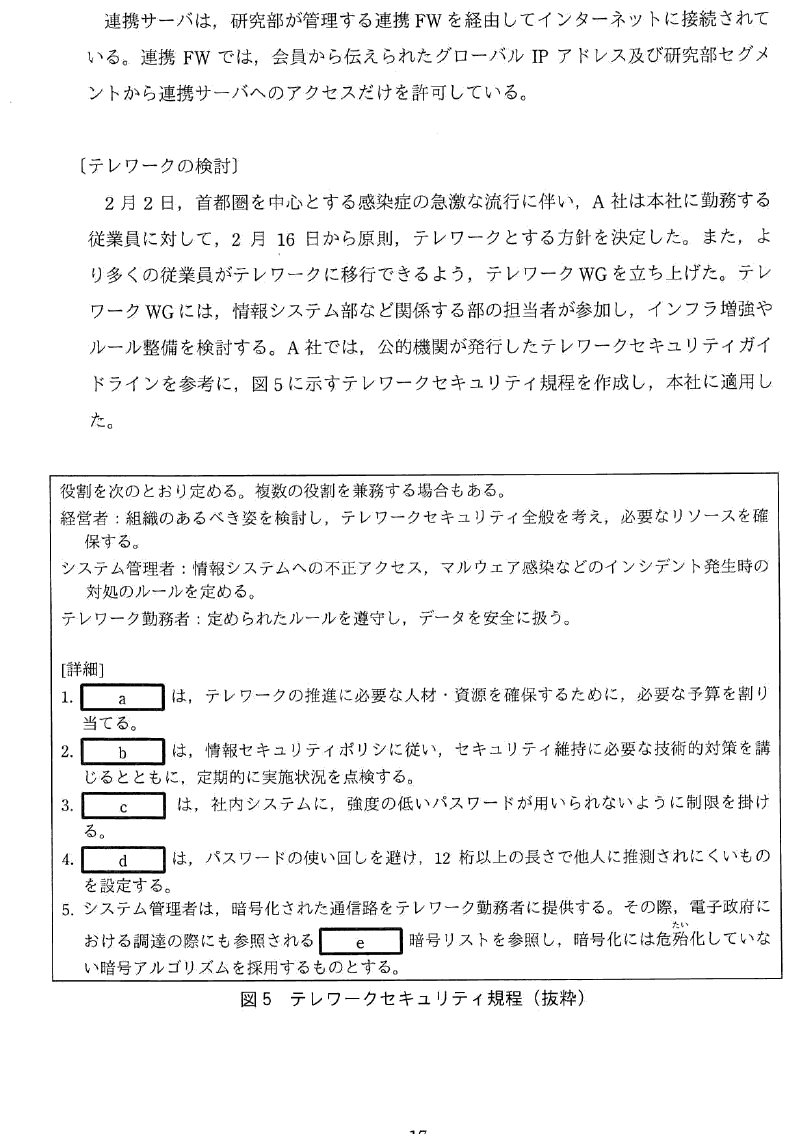 連携サーバは，研究部が管理する連携 FW を経由してインターネットに接続されて
いる。連携 FW では，会員から伝えられたグローバル IP アドレス及び研究部セグメ
ントから連携サーバへのアクセスだけを許可している。
〔テレワークの検討〕
2 月 2 日，首都圏を中心とする感染症の急激な流行に伴い，A 社は本社に勤務する
従業員に対して，2 月 16 日から原則，テレワークとする方針を決定した。また，よ
り多くの従業員がテレワークに移行できるよう，テレワーク WG を立ち上げた。テレ
ワーク WG には，情報システム部など関係する部の担当者が参加し，インフラ増強や
ルール整備を検討する。A 社では，公的機関が発行したテレワークセキュリティガイ
ドラインを参考に，図 5 に示すテレワークセキュリティ規程を作成し，本社に適用し
た。
役割を次のとおり定める。複数の役割を兼務する場合もある。
経営者：組織のあるべき姿を検討し，テレワークセキュリティ全般を考え，必要なリソースを確
保する。
システム管理者：情報システムへの不正アクセス，マルウェア感染などのインシデント発生時の
対処のルールを定める。
テレワーク勤務者：定められたルールを遵守し，データを安全に扱う。
[詳細]
1. a は，テレワークの推進に必要な人材・資源を確保するために，必要な予算を割り
当てる。
2. b は，情報セキュリティポリシに従い，セキュリティ維持に必要な技術的対策を講
じるとともに，定期的に実施状況を点検する。
3. c は，社内システムに，強度の低いパスワードが用いられないように制限を掛け
る。
4. d は，パスワードの使い回しを避け，12 桁以上の長さで他人に推測されにくいもの
を設定する。
5. システム管理者は，暗号化された通信路をテレワーク勤務者に提供する。その際，電子政府に
おける調達の際にも参照される e 暗号リストを参照し，暗号化には危殆化していな
たい
い暗号アルゴリズムを採用するものとする。
図 5 テレワークセキュリティ規程（抜粋）